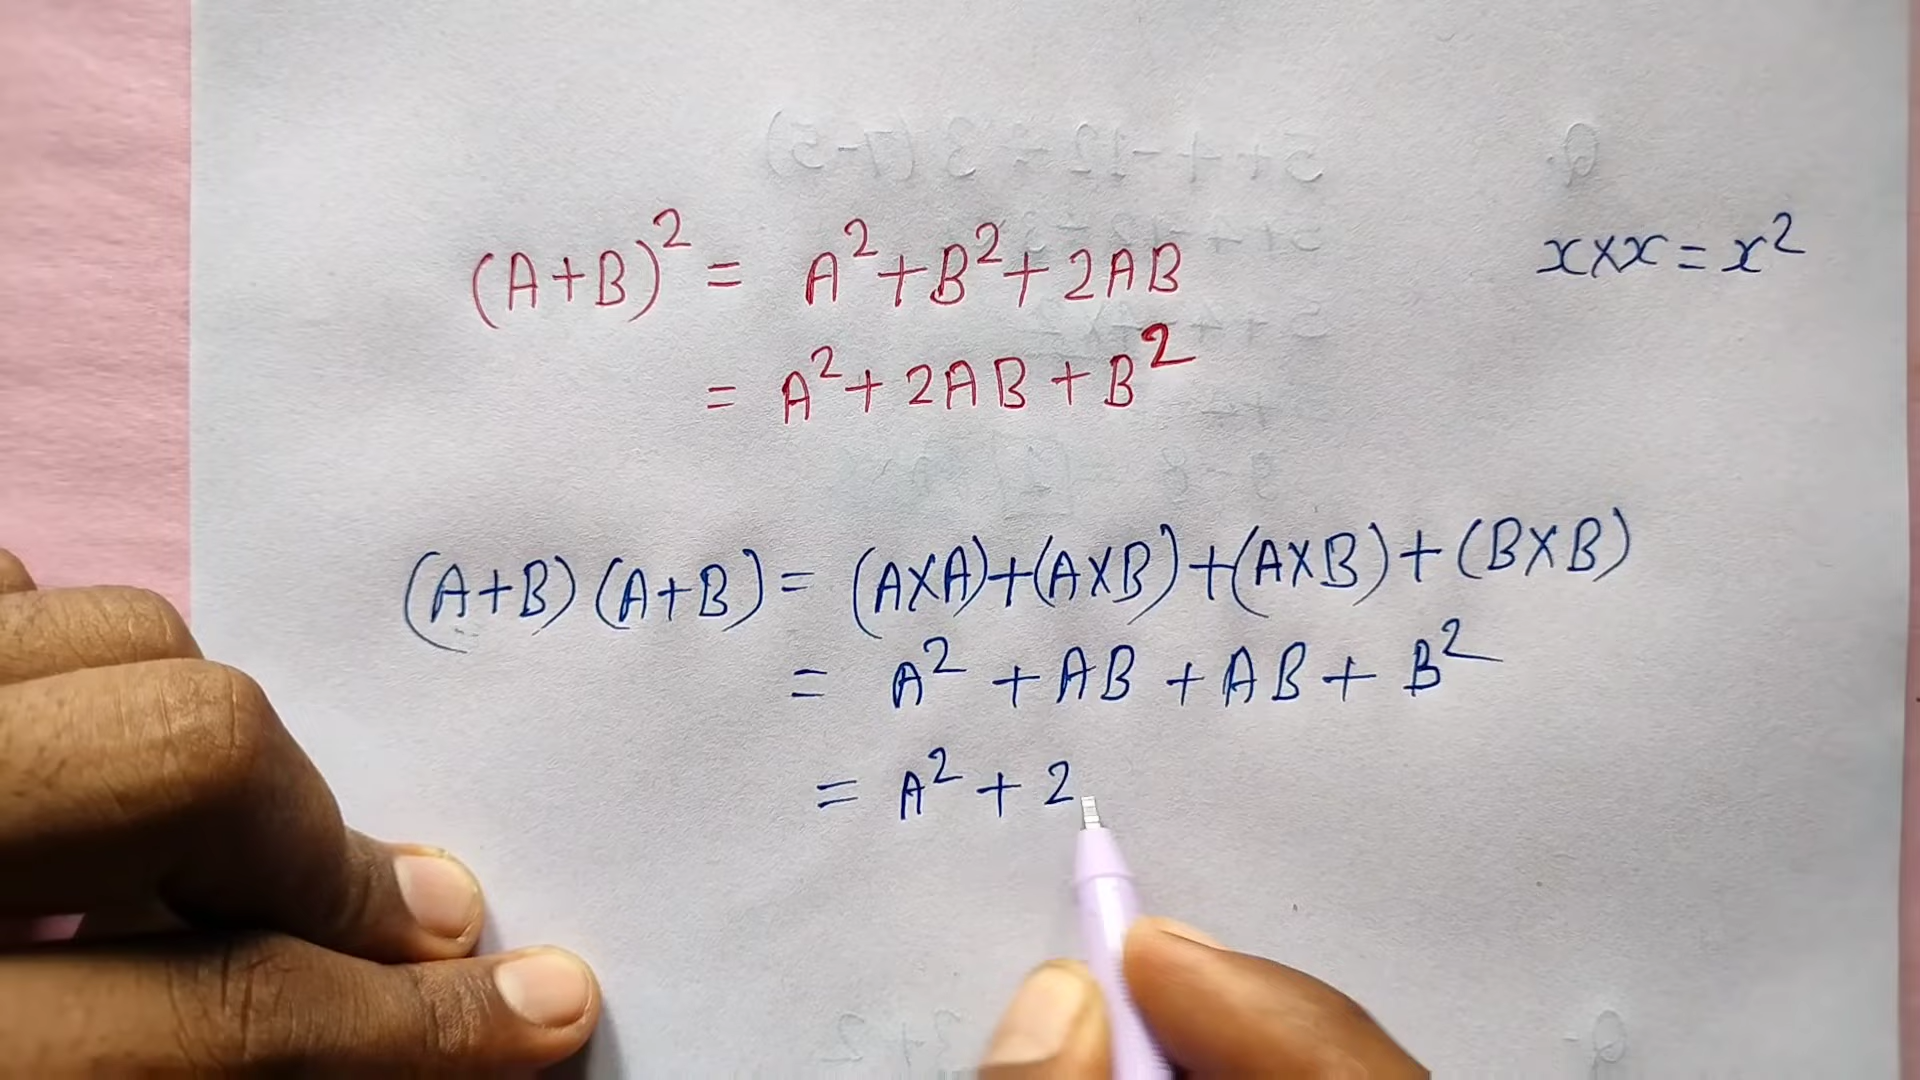 (A+B)² = A²+B²+2AB
x×x=x²
= A²+2AB+B²
(A+B)(A+B)= (A×A)+(A×B)+(A×B)+(B×B)
= A² +AB +AB+ B²
= A² + 2